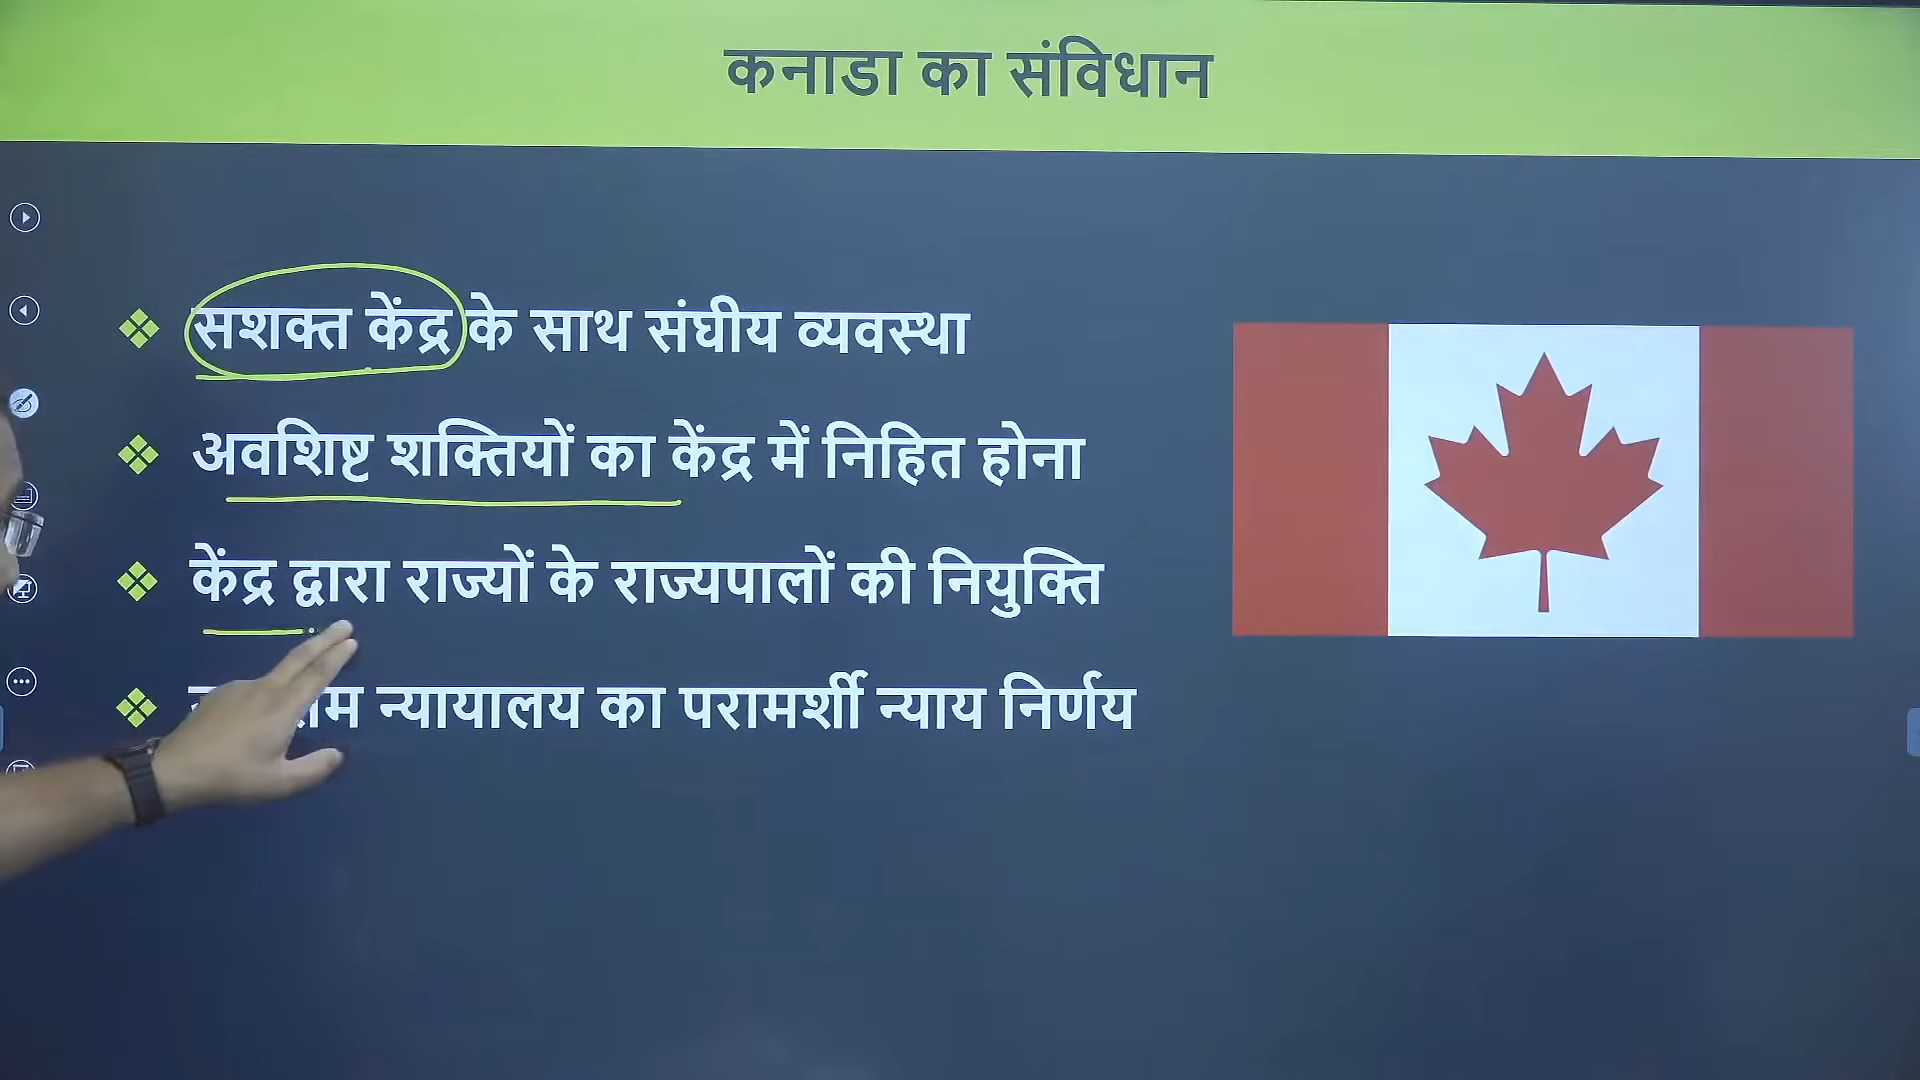 कनाडा का संविधान
सशक्त केंद्र के साथ संघीय व्यवस्था
अवशिष्ट शक्तियों का केंद्र में निहित होना
केंद्र द्वारा राज्यों के राज्यपालों की नियुक्ति
न्यायालय का परामर्शी न्याय निर्णय